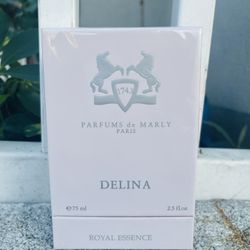 1743
PARFUMS de MARLY
PARIS
DELINA
℮ 75 ml 2.5 fl.oz
ROYAL ESSENCE